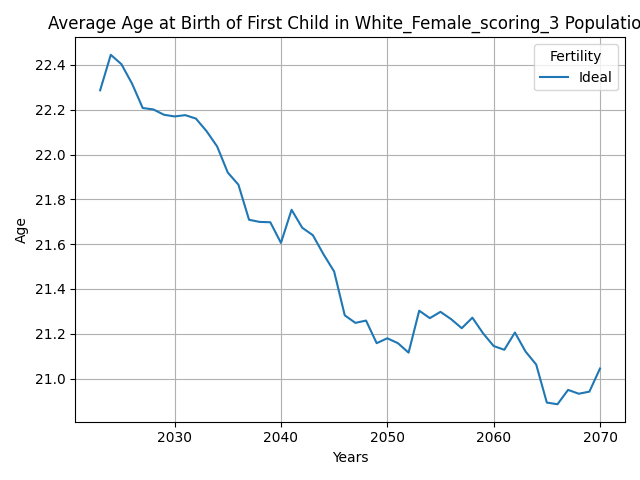 Average Age at Birth of First Child in White_Female_scoring_3 Populatio
Fertility
Ideal
22.4
22.2
22.0
21.8
21.6
21.4
21.2
21.0
Age
2030 2040 2050 2060 2070
Years